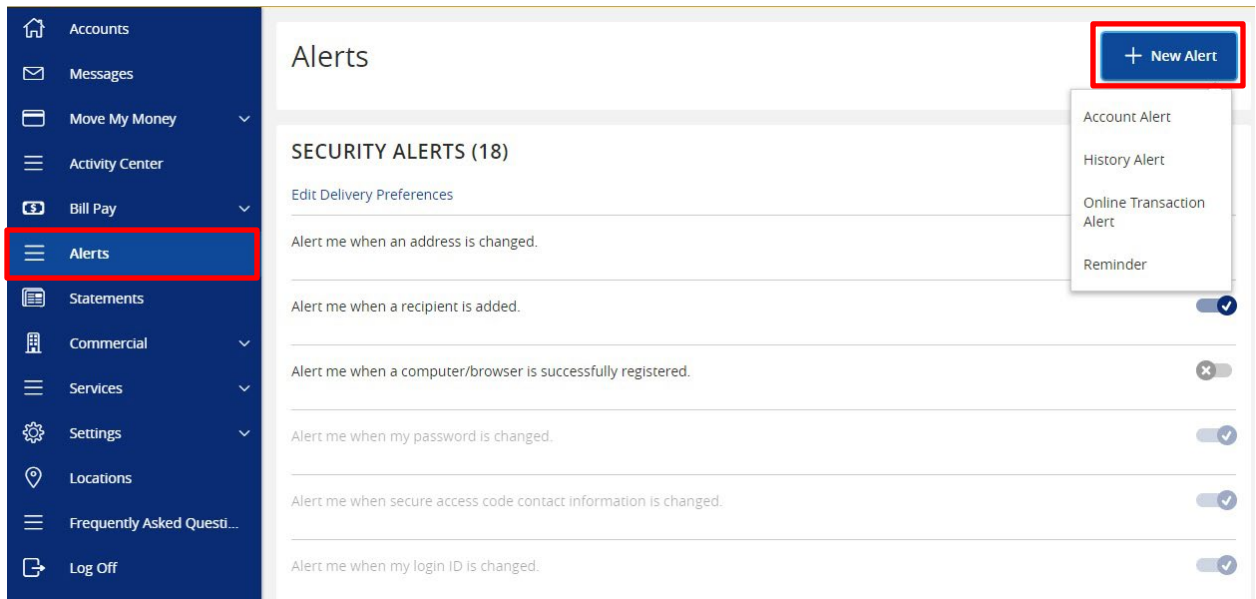 Accounts
Messages
Move My Money
Activity Center
Bill Pay
Alerts
Statements
Commercial
Services
Settings
Locations
Frequently Asked Questi...
Log Off
Alerts
New Alert
Account Alert
History Alert
Online Transaction
Alert
Reminder
SECURITY ALERTS (18)
Edit Delivery Preferences
Alert me when an address is changed.
Alert me when a recipient is added.
Alert me when a computer/browser is successfully registered.
Alert me when my password is changed.
Alert me when secure access code contact information is changed.
Alert me when my login ID is changed.